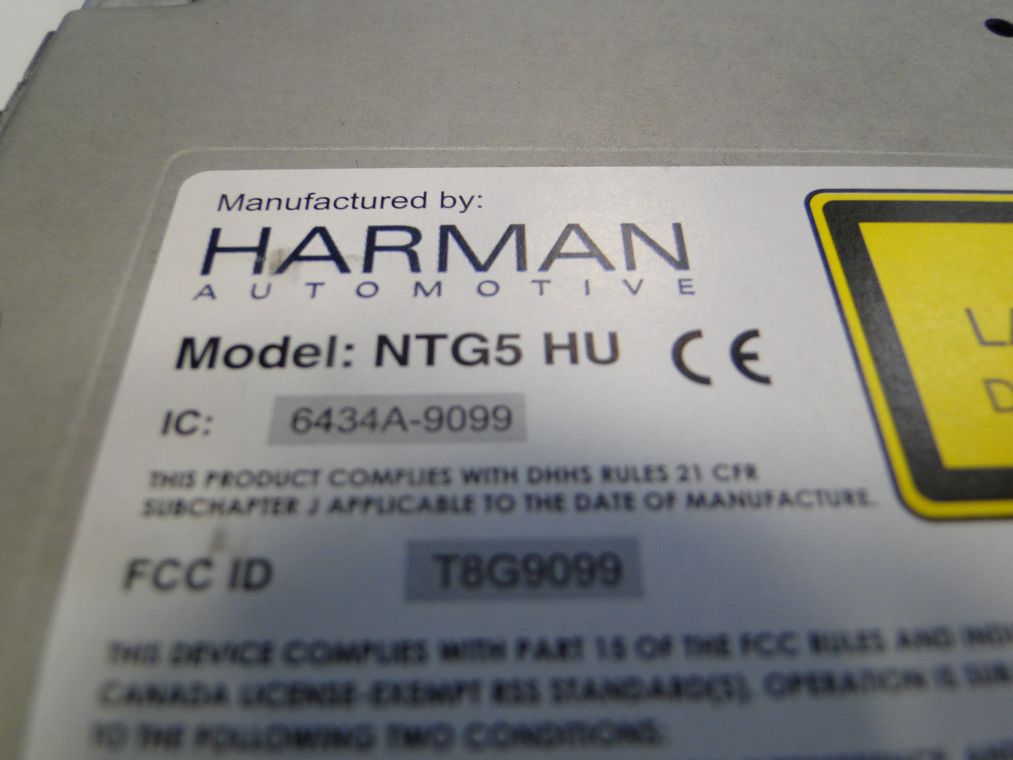 Manufactured by:
HARMAN
AUTOMOTIVE
Model: NTG5 HU CE
IC: 6434A-9099
THIS PRODUCT COMPLIES WITH DHHS RULES 21 CFR
SUBCHAPTER J APPLICABLE TO THE DATE OF MANUFACTURE.
FCC ID T8G9099
THIS DEVICE COMPLIES WITH PART 15 OF THE FCC RULES AND
CANADA LICENSE-EXEMPT RSS STANDARD(S). OPERATION IS
TO THE FOLLOWING TWO CONDITIONS: